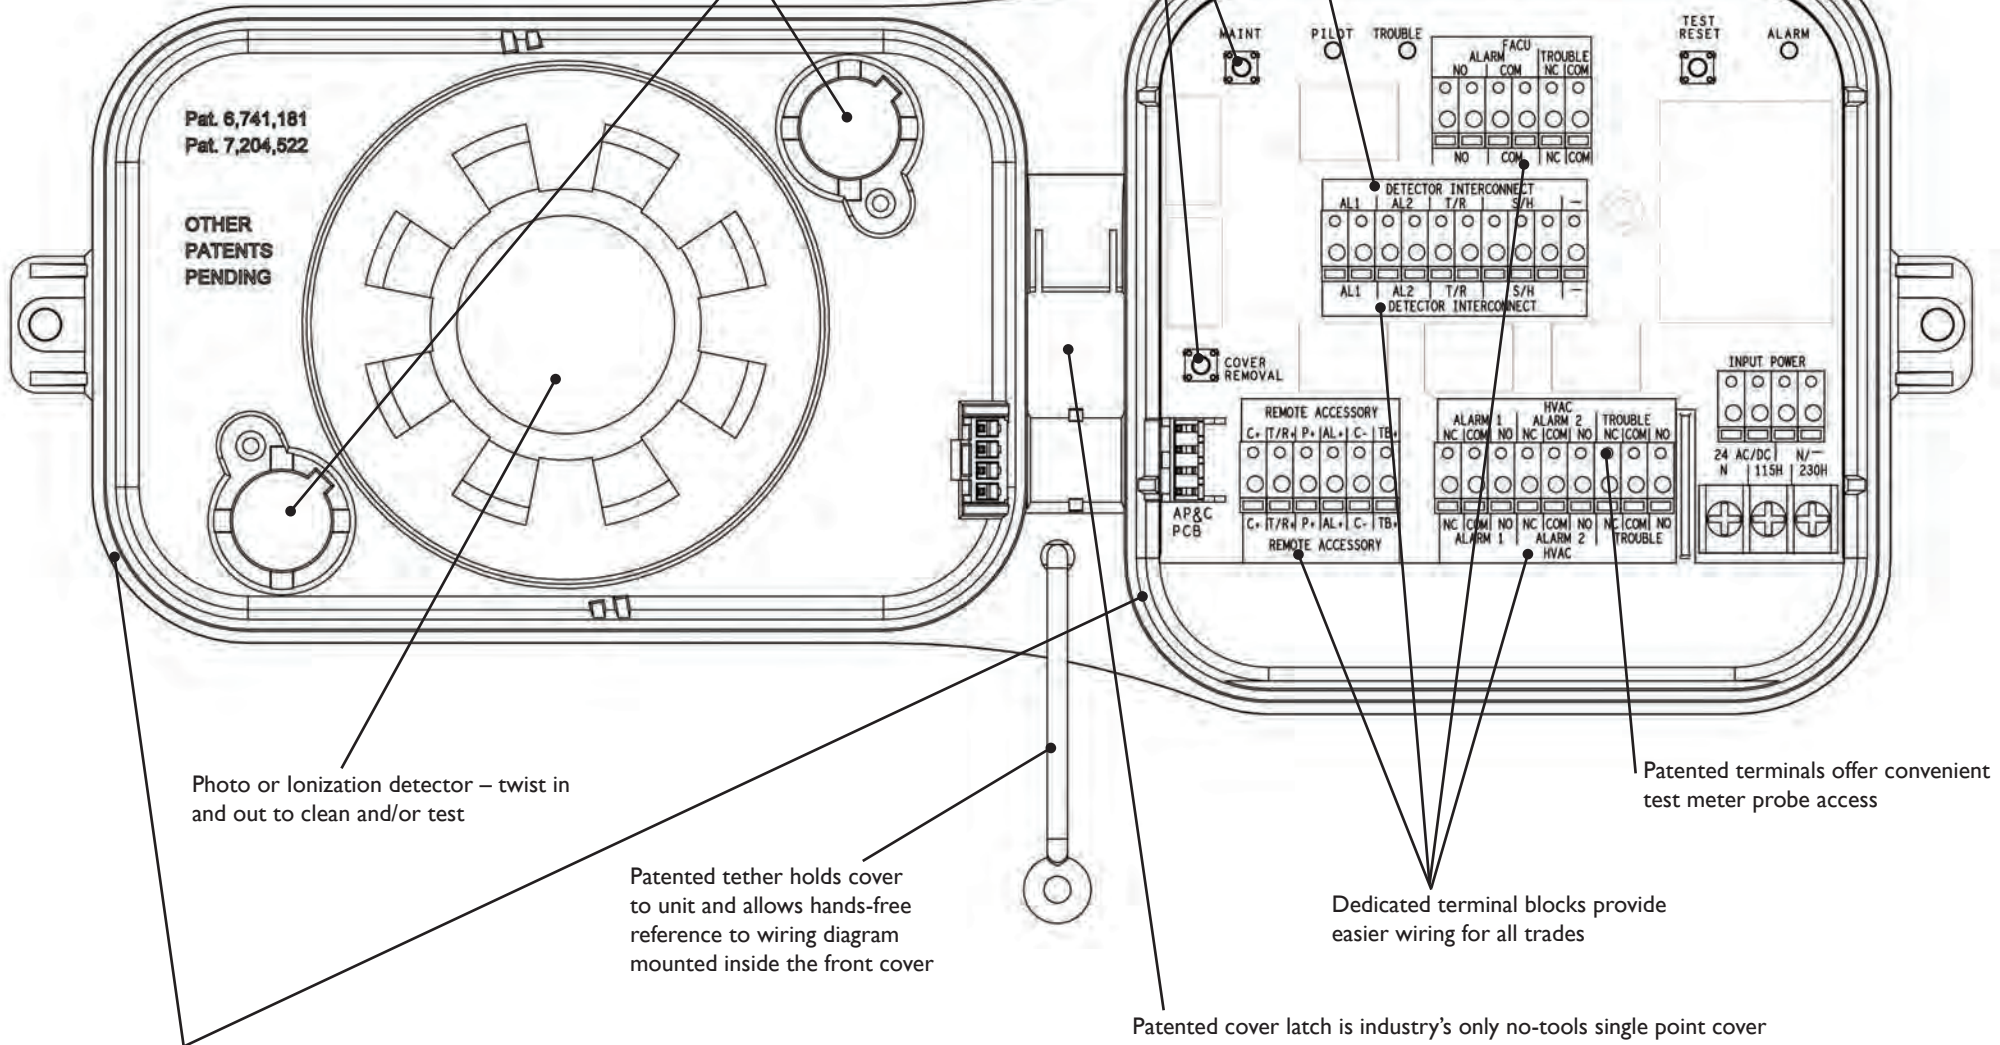 Pat. 6,741,181
Pat. 7,204,522
OTHER
PATENTS
PENDING
MAINT
PILOT
TROUBLE
TEST
RESET
ALARM
FACU
ALARM TROUBLE
NO COM NC COM
NO COM NC COM
DETECTOR INTERCONNECT
AL1 AL2 T/R S/H —
AL1 AL2 T/R S/H —
DETECTOR INTERCONNECT
COVER
REMOVAL
INPUT POWER
24 AC/DC N/—
N 115H 230H
AP&C
PCB
REMOTE ACCESSORY
C+ T/R+ P+ AL+ C- TB+
C+ T/R+ P+ AL+ C- TB+
REMOTE ACCESSORY
HVAC
ALARM 1 ALARM 2 TROUBLE
NC COM NO NC COM NO NC COM NO
NC COM NO NC COM NO NC COM NO
ALARM 1 ALARM 2 TROUBLE
HVAC
Photo or Ionization detector – twist in
and out to clean and/or test
Patented tether holds cover
to unit and allows hands-free
reference to wiring diagram
mounted inside the front cover
Patented terminals offer convenient
test meter probe access
Dedicated terminal blocks provide
easier wiring for all trades
Patented cover latch is industry's only no-tools single point cover